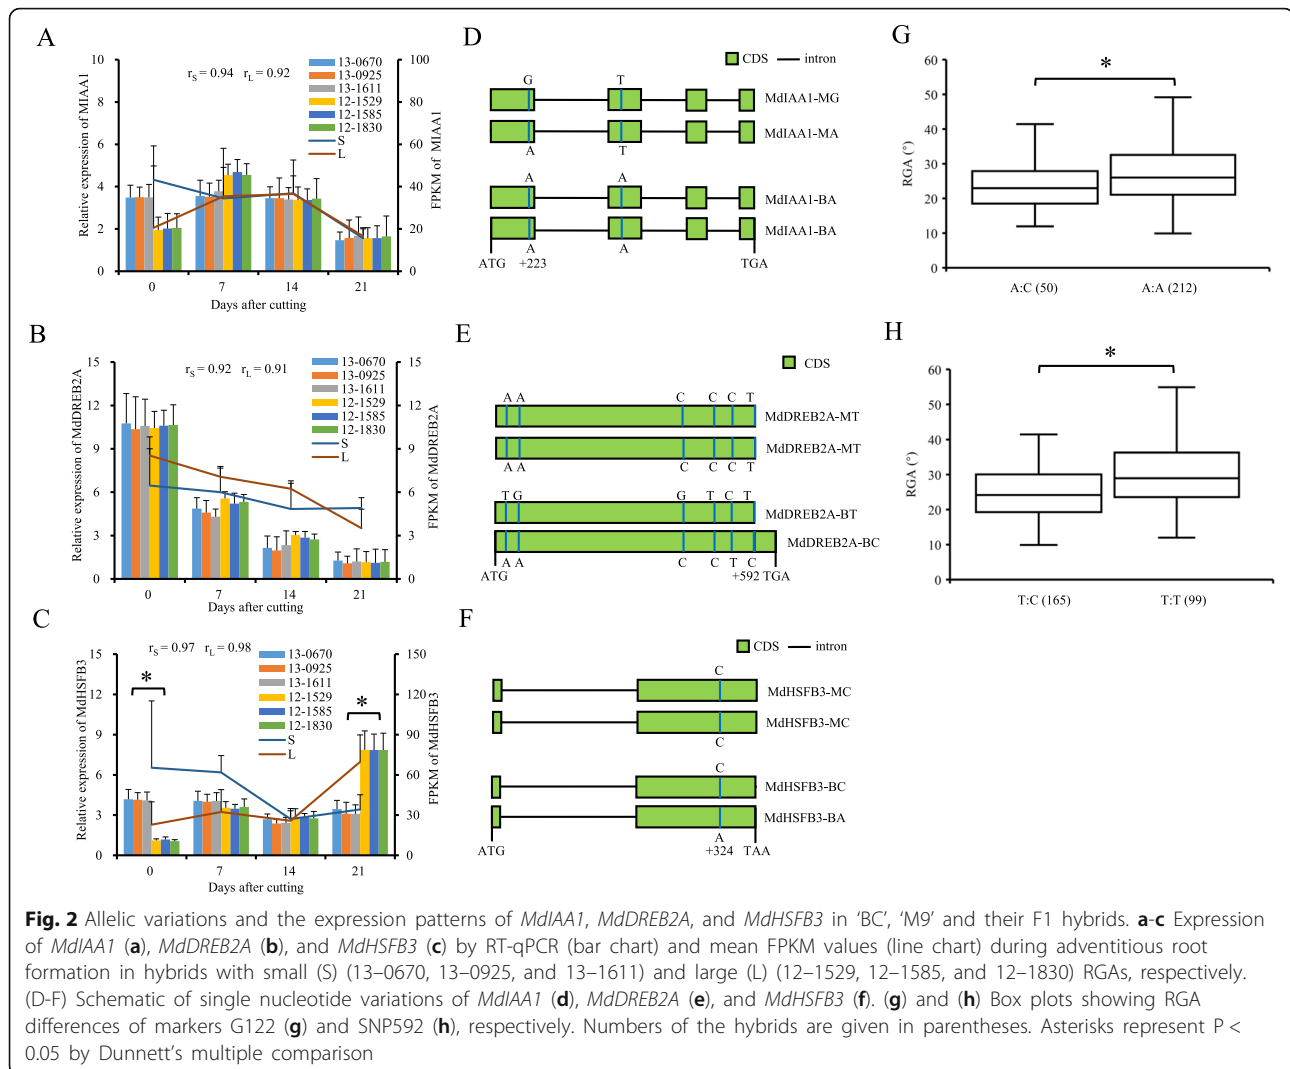 A
Relative expression of MIAA1
10
8
6
4
2
0
r_S = 0.94 r_L = 0.92
13-0670
13-0925
13-1611
12-1529
12-1585
12-1830
S
L
100
80
60
40
20
0
FPKM of MIAA1
0 7 14 21
Days after cutting
B
Relative expression of MdDREB2A
15
12
9
6
3
0
r_S = 0.92 r_L = 0.91
13-0670
13-0925
13-1611
12-1529
12-1585
12-1830
S
L
15
12
9
6
3
0
FPKM of MdDREB2A
0 7 14 21
Days after cutting
C
Relative expression of MdHSFB3
15
12
9
6
3
0
r_S = 0.97 r_L = 0.98
*
*
13-0670
13-0925
13-1611
12-1529
12-1585
12-1830
S
L
150
120
90
60
30
0
FPKM of MdHSFB3
0 7 14 21
Days after cutting
D
CDS intron
G T
MdIAA1-MG
MdIAA1-MA
A T
A A
MdIAA1-BA
MdIAA1-BA
A A
ATG +223 TGA
E
CDS
A A C C C T
MdDREB2A-MT
MdDREB2A-MT
A A C C C T
T G G T C T
MdDREB2A-BT
MdDREB2A-BC
A A C C T C
ATG +592 TGA
F
CDS intron
C
MdHSFB3-MC
MdHSFB3-MC
C
C
MdHSFB3-BC
MdHSFB3-BA
A
ATG +324 TAA
G
*
RGA (°)
60
50
40
30
20
10
0
A:C (50) A:A (212)
H
*
RGA (°)
60
50
40
30
20
10
0
T:C (165) T:T (99)
Fig. 2 Allelic variations and the expression patterns of MdIAA1, MdDREB2A, and MdHSFB3 in ‘BC’, ‘M9’ and their F1 hybrids. a-c Expression
of MdIAA1 (a), MdDREB2A (b), and MdHSFB3 (c) by RT-qPCR (bar chart) and mean FPKM values (line chart) during adventitious root
formation in hybrids with small (S) (13–0670, 13–0925, and 13–1611) and large (L) (12–1529, 12–1585, and 12–1830) RGAs, respectively.
(D-F) Schematic of single nucleotide variations of MdIAA1 (d), MdDREB2A (e), and MdHSFB3 (f). (g) and (h) Box plots showing RGA
differences of markers G122 (g) and SNP592 (h), respectively. Numbers of the hybrids are given in parentheses. Asterisks represent P <
0.05 by Dunnett’s multiple comparison